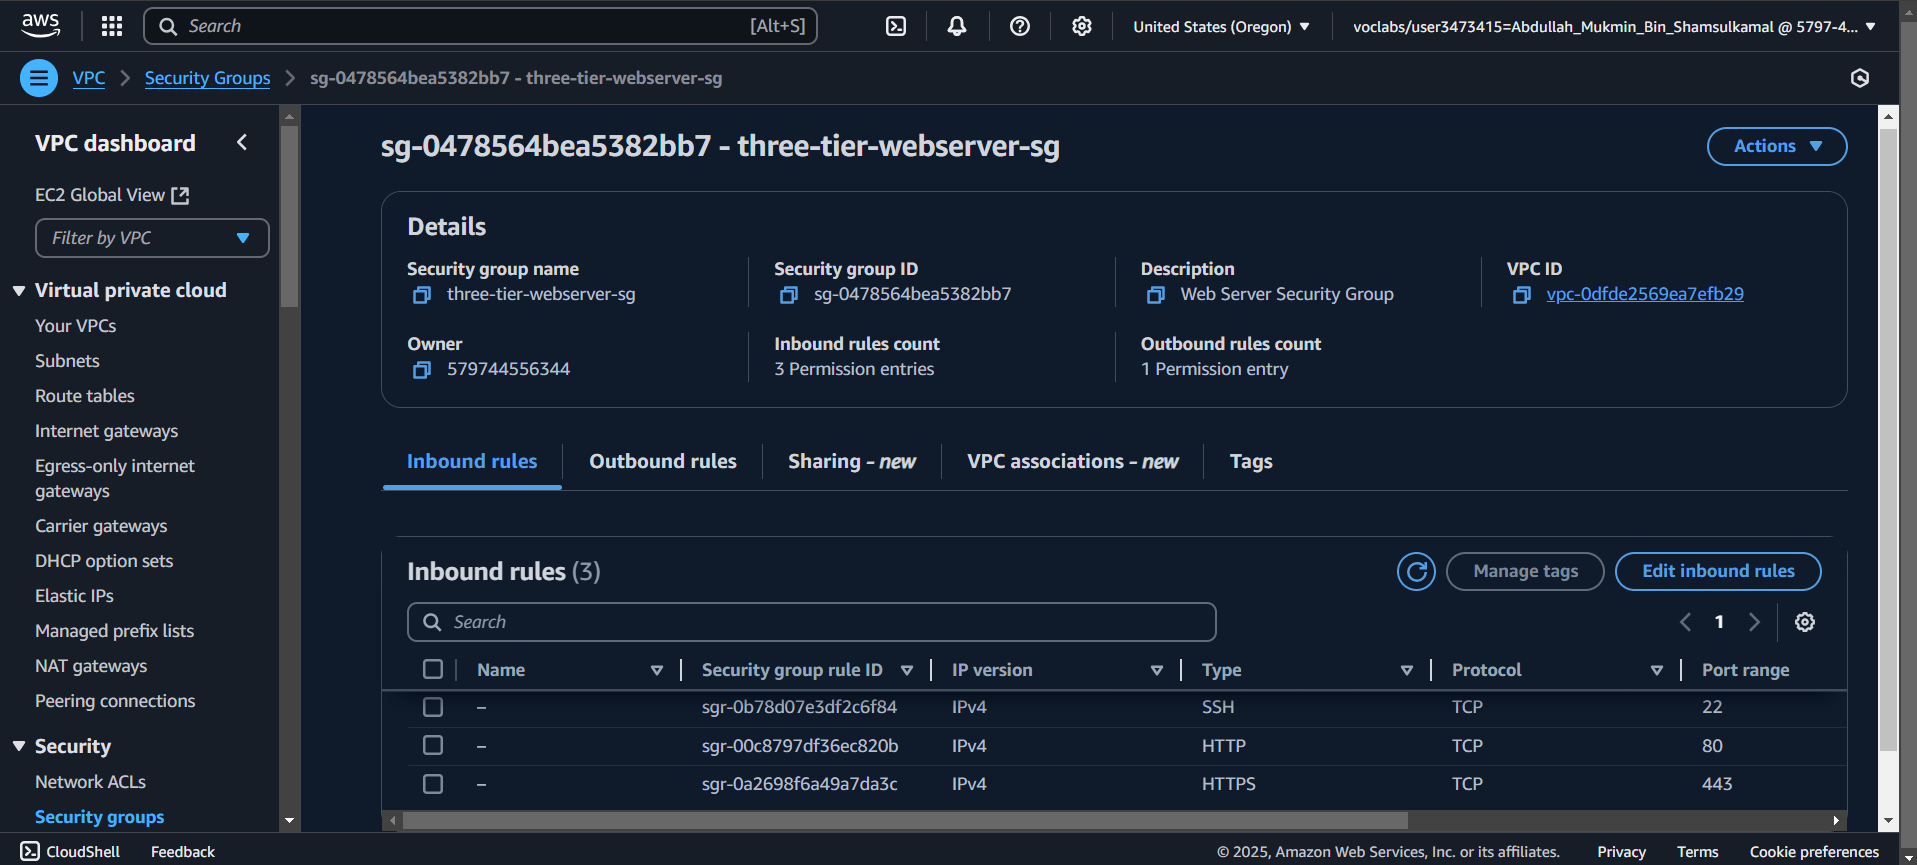 aws
Search [Alt+S]
United States (Oregon)
voclabs/user3473415=Abdullah_Mukmin_Bin_Shamsulkamal @ 5797-4...
VPC
Security Groups
sg-0478564bea5382bb7 - three-tier-webserver-sg
VPC dashboard
EC2 Global View
Filter by VPC
Virtual private cloud
Your VPCs
Subnets
Route tables
Internet gateways
Egress-only internet
gateways
Carrier gateways
DHCP option sets
Elastic IPs
Managed prefix lists
NAT gateways
Peering connections
Security
Network ACLs
Security groups
sg-0478564bea5382bb7 - three-tier-webserver-sg
Actions
Details
Security group name
three-tier-webserver-sg
Security group ID
sg-0478564bea5382bb7
Description
Web Server Security Group
VPC ID
vpc-0dfde2569ea7efb29
Owner
579744556344
Inbound rules count
3 Permission entries
Outbound rules count
1 Permission entry
Inbound rules
Outbound rules
Sharing - new
VPC associations - new
Tags
Inbound rules (3)
Manage tags
Edit inbound rules
Search
1
Name Security group rule ID IP version Type Protocol Port range
– sgr-0b78d07e3df2c6f84 IPv4 SSH TCP 22
– sgr-00c8797df36ec820b IPv4 HTTP TCP 80
– sgr-0a2698f6a49a7da3c IPv4 HTTPS TCP 443
CloudShell
Feedback
© 2025, Amazon Web Services, Inc. or its affiliates.
Privacy
Terms
Cookie preferences